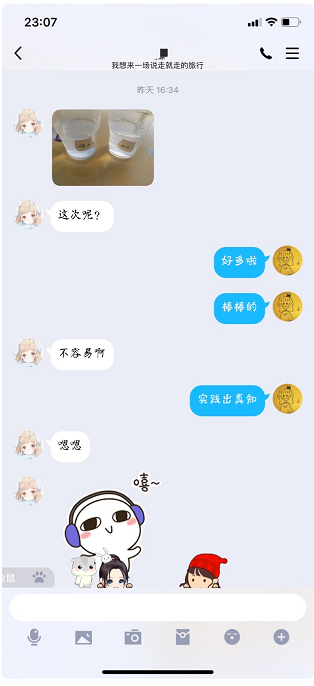 23:07
我想来一场说走就走的旅行
昨天 16:34
这次呢?
好多啦
棒棒的
不容易啊
实践出真知
嗯嗯
嘻~
仓鼠